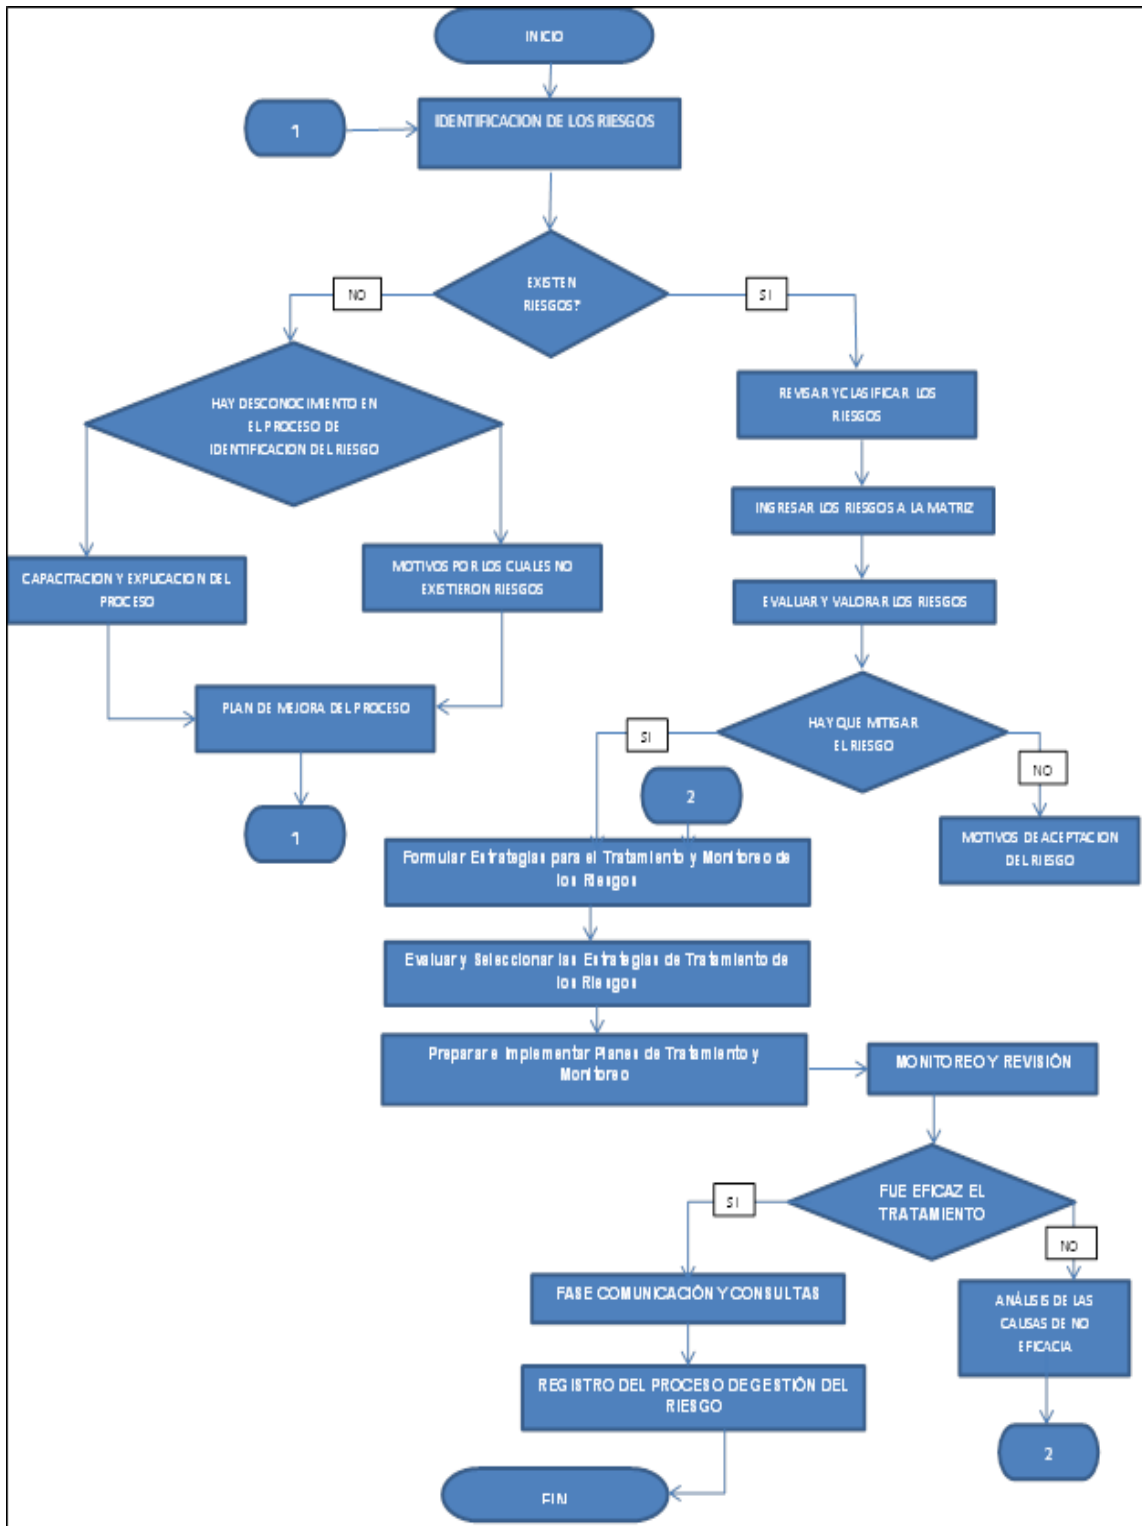 INICIO
1
IDENTIFICACION DE LOS RIESGOS
EXISTEN
RIESGOS?
NO
SI
HAY DESCONOCIMIENTO EN
EL PROCESO DE
IDENTIFICACION DEL RIESGO
REVISAR Y CLASIFICAR LOS
RIESGOS
INGRESAR LOS RIESGOS A LA MATRIZ
CAPACITACION Y EXPLICACION DEL
PROCESO
MOTIVOS POR LOS CUALES NO
EXISTIERON RIESGOS
EVALUAR Y VALORAR LOS RIESGOS
PLAN DE MEJORA DEL PROCESO
HAY QUE MITIGAR
EL RIESGO
SI
NO
1
2
MOTIVOS DE ACEPTACION
DEL RIESGO
Formular Estrategias para el Tratamiento y Monitoreo de
los Riesgos
Evaluar y Seleccionar las Estrategias de Tratamiento de
los Riesgos
Preparar e Implementar Planes de Tratamiento y
Monitoreo
MONITOREO Y REVISIÓN
FUE EFICAZ EL
TRATAMIENTO
SI
NO
FASE COMUNICACIÓN Y CONSULTAS
ANÁLISIS DE LAS
CAUSAS DE NO
EFICACIA
REGISTRO DEL PROCESO DE GESTIÓN DEL
RIESGO
2
FIN